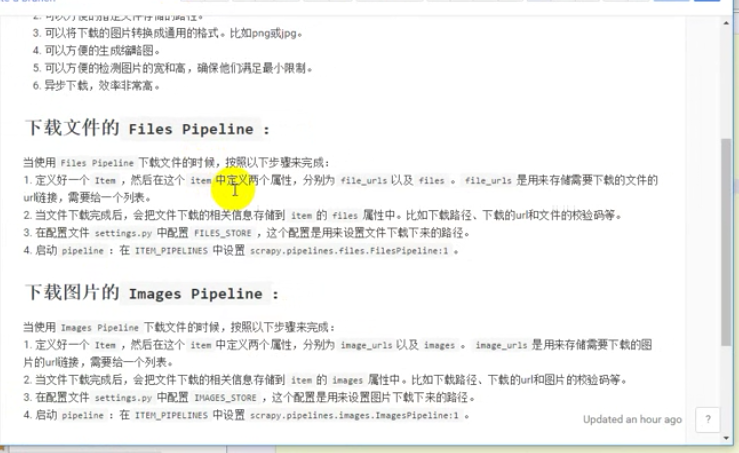 2. 可以方便的指定文件存储的路径。
3. 可以将下载的图片转换成通用的格式。比如png或jpg。
4. 可以方便的生成缩略图。
5. 可以方便的检测图片的宽和高，确保他们满足最小限制。
6. 异步下载，效率非常高。
下载文件的 Files Pipeline ：
当使用 Files Pipeline 下载文件的时候，按照以下步骤来完成：
1. 定义好一个 Item ，然后在这个 item 中定义两个属性，分别为 file_urls 以及 files 。 file_urls 是用来存储需要下载的文件的
url链接，需要给一个列表。
2. 当文件下载完成后，会把文件下载的相关信息存储到 item 的 files 属性中。比如下载路径、下载的url和文件的校验码等。
3. 在配置文件 settings.py 中配置 FILES_STORE ，这个配置是用来设置文件下载下来的路径。
4. 启动 pipeline ：在 ITEM_PIPELINES 中设置 scrapy.pipelines.files.FilesPipeline:1 。
下载图片的 Images Pipeline ：
当使用 Images Pipeline 下载文件的时候，按照以下步骤来完成：
1. 定义好一个 Item ，然后在这个 item 中定义两个属性，分别为 image_urls 以及 images 。 image_urls 是用来存储需要下载的图
片的url链接，需要给一个列表。
2. 当文件下载完成后，会把文件下载的相关信息存储到 item 的 images 属性中。比如下载路径、下载的url和图片的校验码等。
3. 在配置文件 settings.py 中配置 IMAGES_STORE ，这个配置是用来设置图片下载下来的路径。
4. 启动 pipeline ：在 ITEM_PIPELINES 中设置 scrapy.pipelines.images.ImagesPipeline:1 。
Updated an hour ago
?